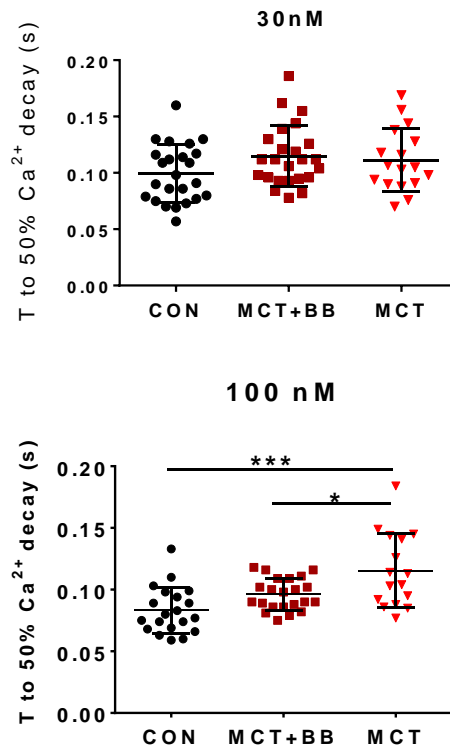 30nM
T to 50% Ca²⁺ decay (s)
0.20
0.15
0.10
0.05
0.00
CON MCT+BB MCT
100 nM
T to 50% Ca²⁺ decay (s)
0.20
***
*
0.15
0.10
0.05
0.00
CON MCT+BB MCT